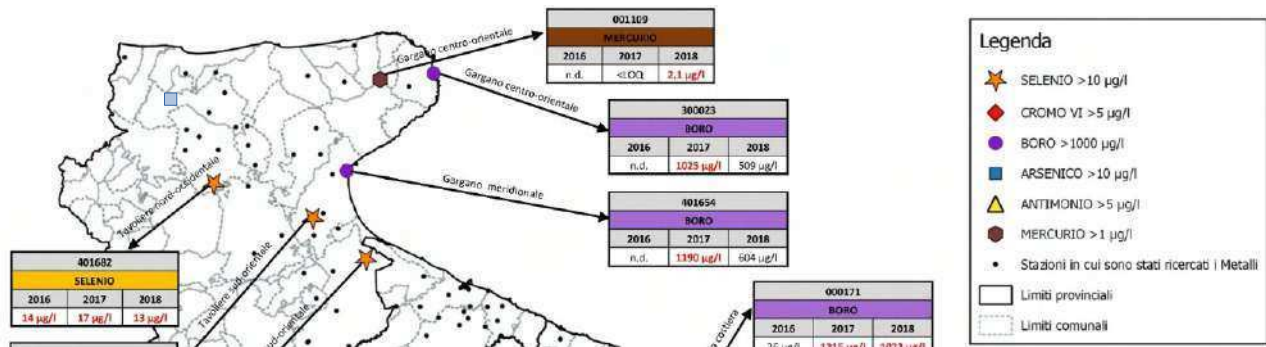 001109
MERCURIO
2016 2017 2018
n.d. <LOQ 2,1 µg/l
Gargano centro-orientale
Gargano centro-orientale
300023
BORO
2016 2017 2018
n.d. 1025 µg/l 509 µg/l
Gargano meridionale
401654
BORO
2016 2017 2018
n.d. 1190 µg/l 604 µg/l
Tavoliere nord-occidentale
401682
SELENIO
2016 2017 2018
14 µg/l 17 µg/l 13 µg/l
Tavoliere sud-orientale
sud-orientale
costiera
000171
BORO
2016 2017 2018
Legenda
SELENIO >10 µg/l
CROMO VI >5 µg/l
BORO >1000 µg/l
ARSENICO >10 µg/l
ANTIMONIO >5 µg/l
MERCURIO >1 µg/l
Stazioni in cui sono stati ricercati i Metalli
Limiti provinciali
Limiti comunali